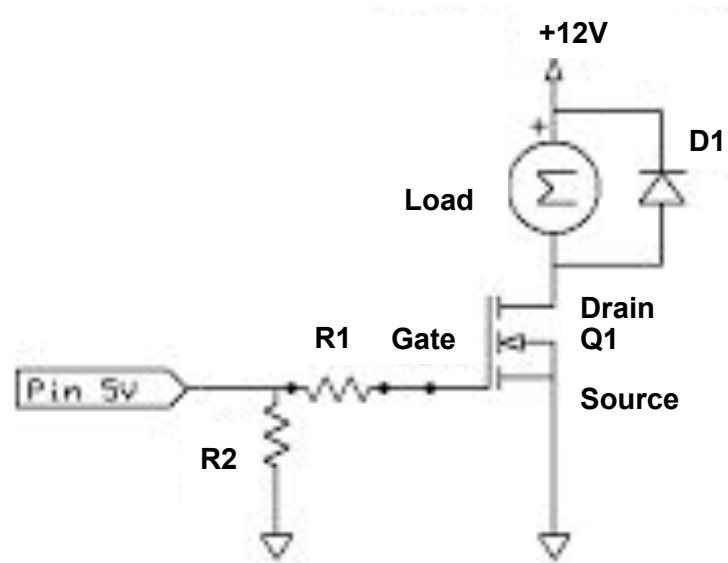 +12V
+
D1
Load
Drain
R1 Gate Q1
Pin 5v
Source
R2